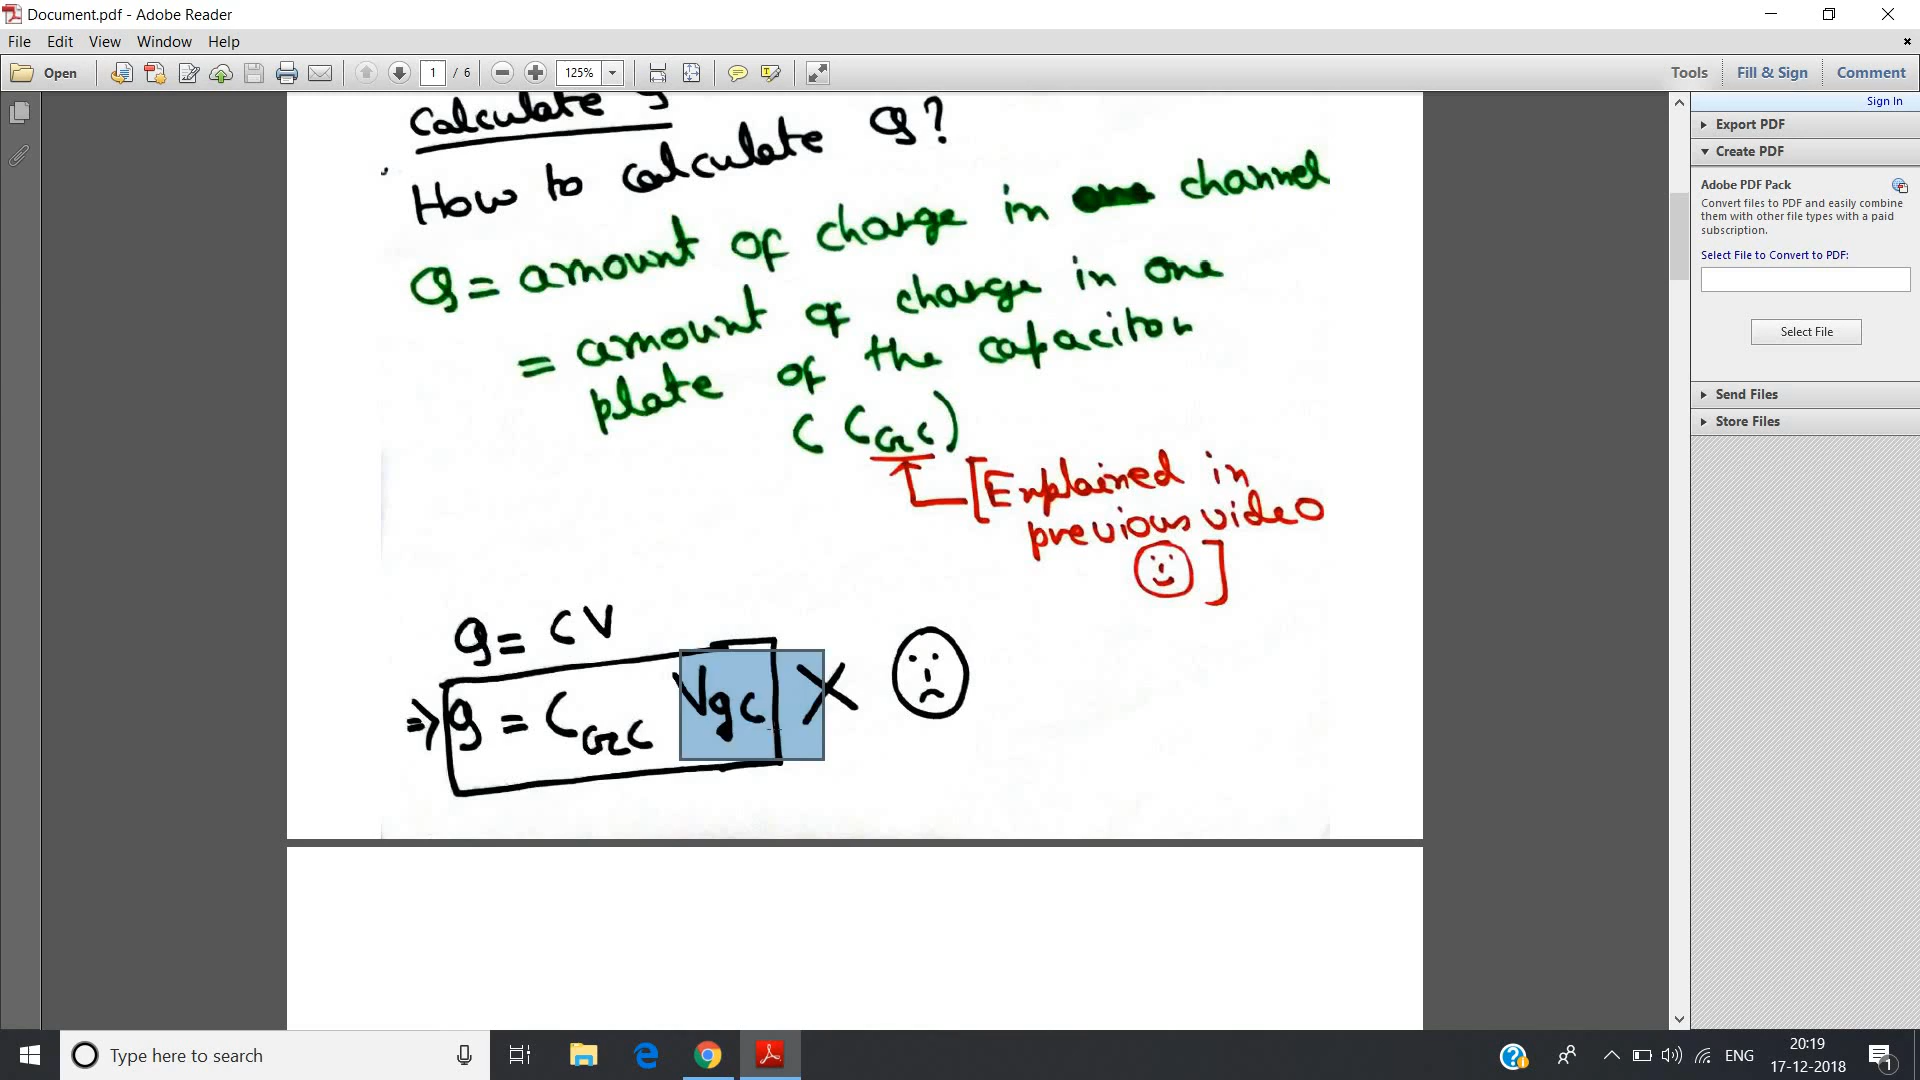 Document.pdf - Adobe Reader
File Edit View Window Help
Open 1 / 6 125% Tools Fill & Sign Comment
Sign In
Export PDF
Create PDF
Adobe PDF Pack
Convert files to PDF and easily combine
them with other file types with a paid
subscription.
Select File to Convert to PDF:
Select File
Send Files
Store Files
Calculate
How to calculate Q?
Q = amount of charge in channel
= amount of charge in one
plate of the capacitor
( CGC)
[Explained in
previous video
]
Q = CV
⇒ Q = CGC Vgc X
Type here to search
ENG
20:19
17-12-2018
1